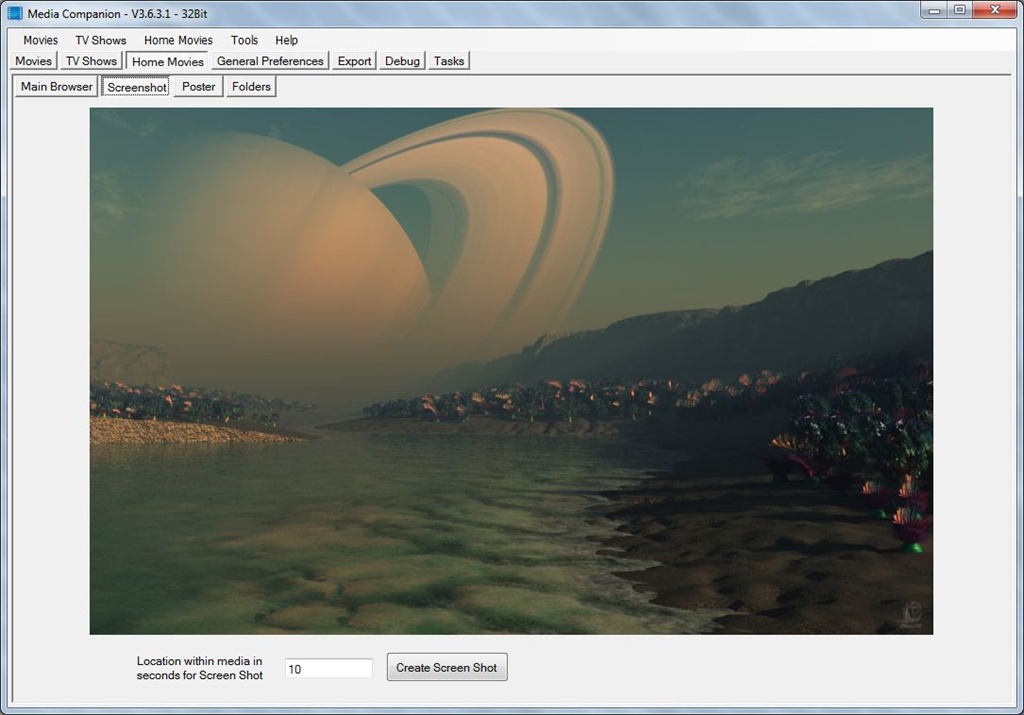 Media Companion - V3.6.3.1 - 32Bit
Movies TV Shows Home Movies Tools Help
Movies TV Shows Home Movies General Preferences Export Debug Tasks
Main Browser Screenshot Poster Folders
Location within media in
seconds for Screen Shot
10
Create Screen Shot